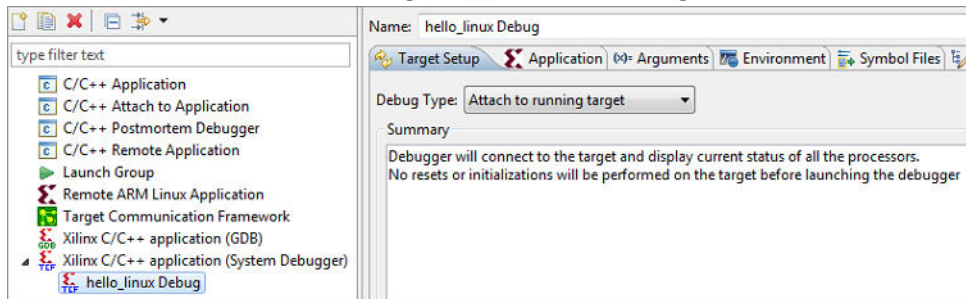 Name: hello_linux Debug
type filter text
Target Setup Application (x)= Arguments Environment Symbol Files
C/C++ Application
C/C++ Attach to Application
C/C++ Postmortem Debugger
C/C++ Remote Application
Launch Group
Remote ARM Linux Application
Target Communication Framework
Xilinx C/C++ application (GDB)
Xilinx C/C++ application (System Debugger)
hello_linux Debug
Debug Type: Attach to running target
Summary
Debugger will connect to the target and display current status of all the processors.
No resets or initializations will be performed on the target before launching the debugger